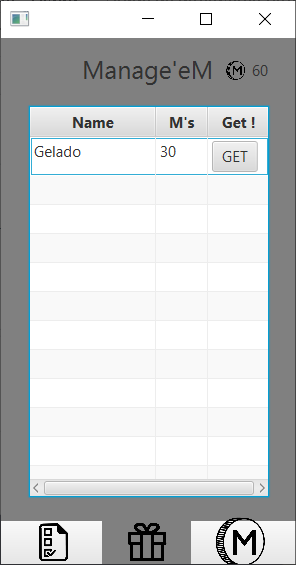 Manage'eM M 60
Name M's Get !
Gelado 30 GET
M